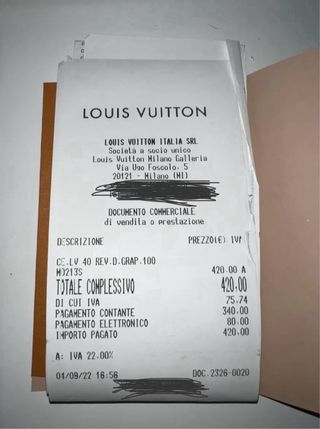 LOUIS VUITTON
LOUIS VUITTON ITALIA SRL
Società a socio unico
Louis Vuitton Milano Galleria
Via Ugo Foscolo, 5
20121 - Milano (MI)
DOCUMENTO COMMERCIALE
di vendita o prestazione
DESCRIZIONE PREZZO(€) IVA
CE.LV 40 REV.D.GRAP.100
M0213S 420.00 A
TOTALE COMPLESSIVO 420.00
DI CUI IVA 75.74
PAGAMENTO CONTANTE 340.00
PAGAMENTO ELETTRONICO 80.00
IMPORTO PAGATO 420.00
A: IVA 22.00%
04/09/22 16:56 DOC.2326-0020